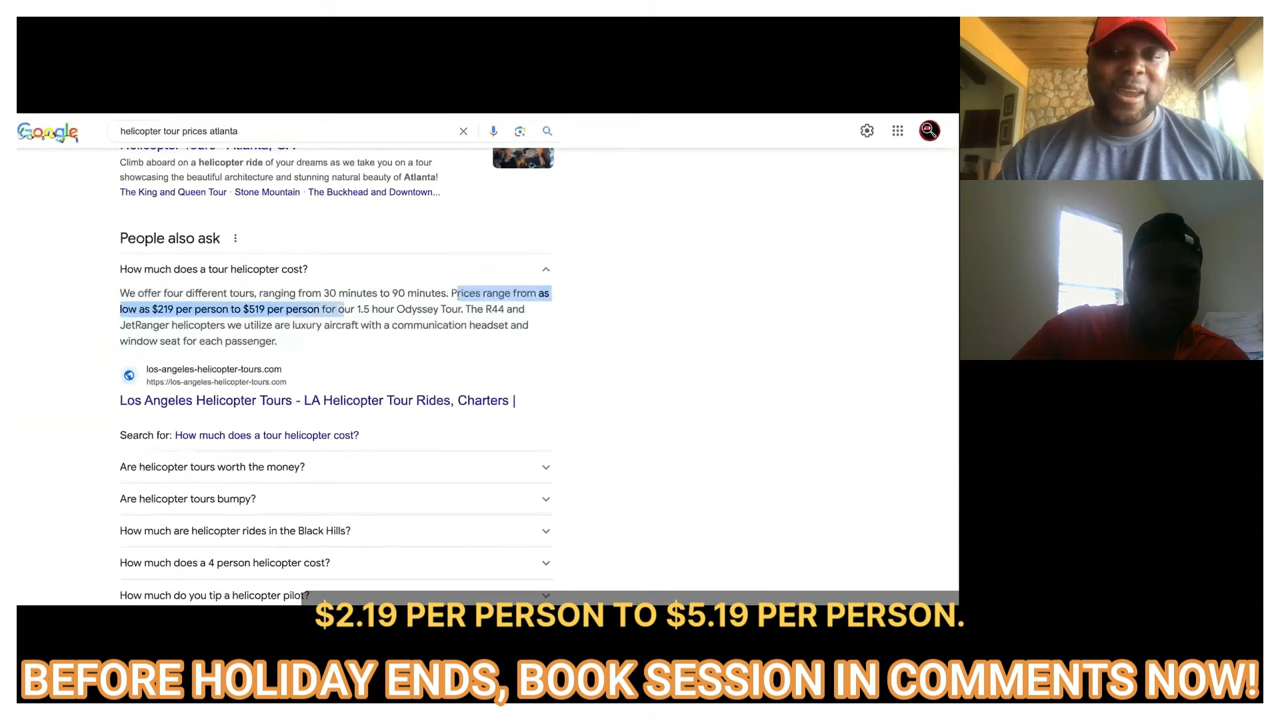 Google
helicopter tour prices atlanta
Helicopter Tours - Atlanta, GA
Climb aboard on a helicopter ride of your dreams as we take you on a tour
showcasing the beautiful architecture and stunning natural beauty of Atlanta!
The King and Queen Tour · Stone Mountain · The Buckhead and Downtown...
People also ask
How much does a tour helicopter cost?
We offer four different tours, ranging from 30 minutes to 90 minutes. Prices range from as
low as $219 per person to $519 per person for our 1.5 hour Odyssey Tour. The R44 and
JetRanger helicopters we utilize are luxury aircraft with a communication headset and
window seat for each passenger.
los-angeles-helicopter-tours.com
https://los-angeles-helicopter-tours.com
Los Angeles Helicopter Tours - LA Helicopter Tour Rides, Charters |
Search for: How much does a tour helicopter cost?
Are helicopter tours worth the money?
Are helicopter tours bumpy?
How much are helicopter rides in the Black Hills?
How much does a 4 person helicopter cost?
How much do you tip a helicopter pilot?
$2.19 PER PERSON TO $5.19 PER PERSON.
BEFORE HOLIDAY ENDS, BOOK SESSION IN COMMENTS NOW!